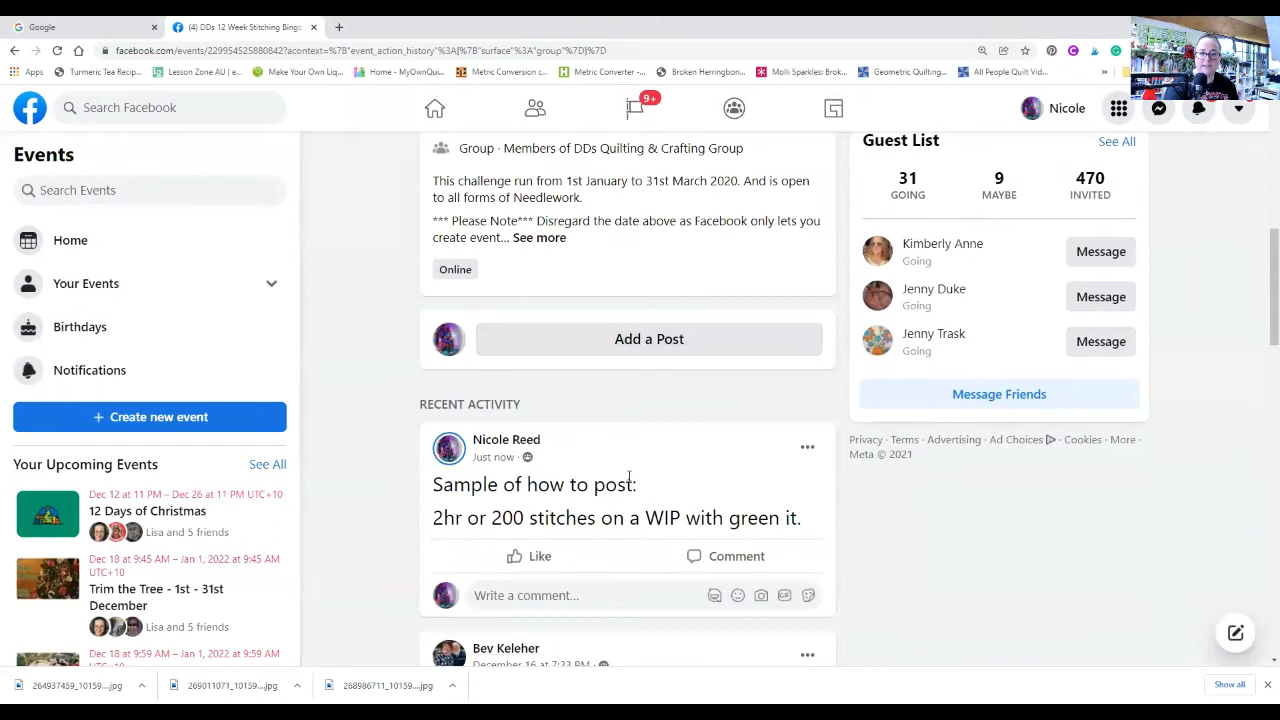 Google
(4) DDs 12 Week Stitching Bingo
facebook.com/events/229954525880842?acontext=%7B"event_action_history"%3A[%7B"surface"%3A"group"%7D]%7D
Apps
Turmeric Tea Recip...
Lesson Zone AU | e...
Make Your Own Liq...
Home - MyOwnQui...
Metric Conversion c...
Metric Converter -...
Broken Herringbon...
Molli Sparkles: Brok...
Geometric Quilting...
All People Quilt Vid...
Search Facebook
9+
Nicole
Events
Search Events
Home
Your Events
Birthdays
Notifications
+ Create new event
Your Upcoming Events
See All
Dec 12 at 11 PM – Dec 26 at 11 PM UTC+10
12 Days of Christmas
Lisa and 5 friends
Dec 18 at 9:45 AM – Jan 1, 2022 at 9:45 AM
UTC+10
Trim the Tree - 1st - 31st
December
Lisa and 5 friends
Dec 18 at 9:59 AM – Jan 1, 2022 at 9:59 AM
Group · Members of DDs Quilting & Crafting Group
This challenge run from 1st January to 31st March 2020. And is open
to all forms of Needlework.
*** Please Note*** Disregard the date above as Facebook only lets you
create event... See more
Online
Add a Post
RECENT ACTIVITY
Nicole Reed
Just now ·
Sample of how to post:
2hr or 200 stitches on a WIP with green it.
Like
Comment
Write a comment...
GIF
Bev Keleher
December 16 at 7:23 PM ·
Guest List
See All
31
GOING
9
MAYBE
470
INVITED
Kimberly Anne
Going
Message
Jenny Duke
Going
Message
Jenny Trask
Going
Message
Message Friends
Privacy · Terms · Advertising · Ad Choices · Cookies · More ·
Meta © 2021
264937459_10159....jpg
269011071_10159....jpg
268986711_10159....jpg
Show all